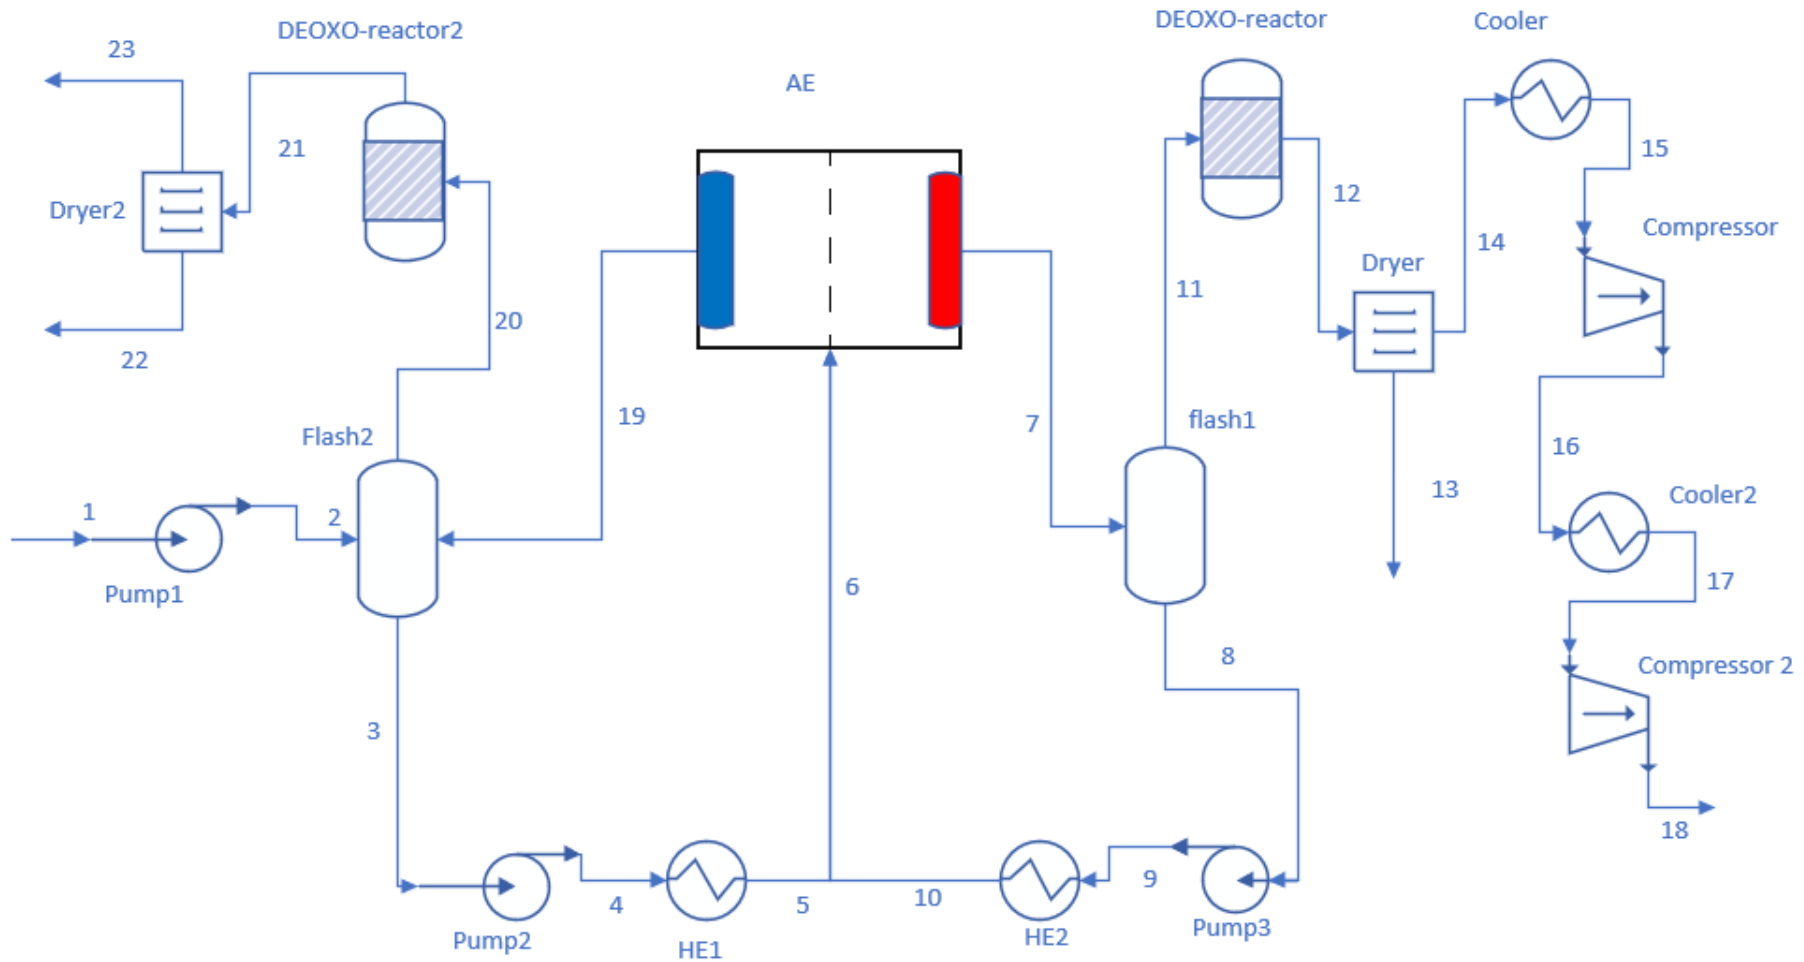 DEOXO-reactor2
DEOXO-reactor
Cooler
23
AE
21
15
12
Dryer2
Compressor
14
Dryer
11
20
22
19
7
flash1
Flash2
16
13
Cooler2
1
2
17
Pump1
6
8
Compressor 2
3
18
9
4
5
10
Pump3
Pump2
HE1
HE2